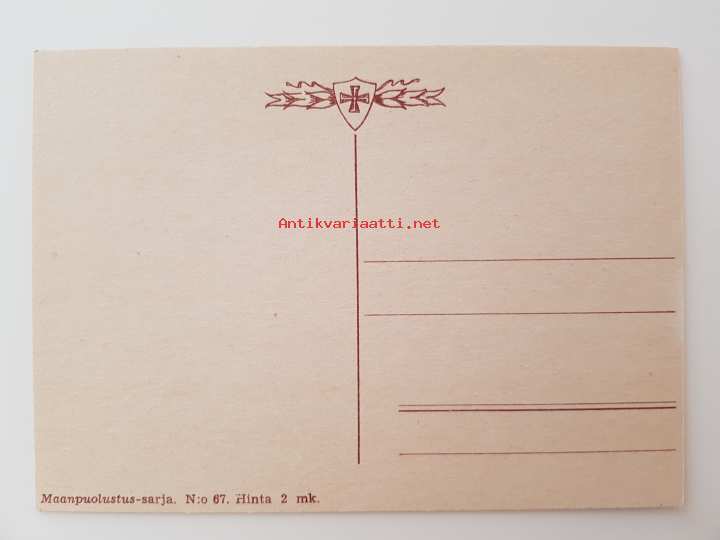 Antikvariaatti.net
Maanpuolustus-sarja. N:o 67. Hinta 2 mk.